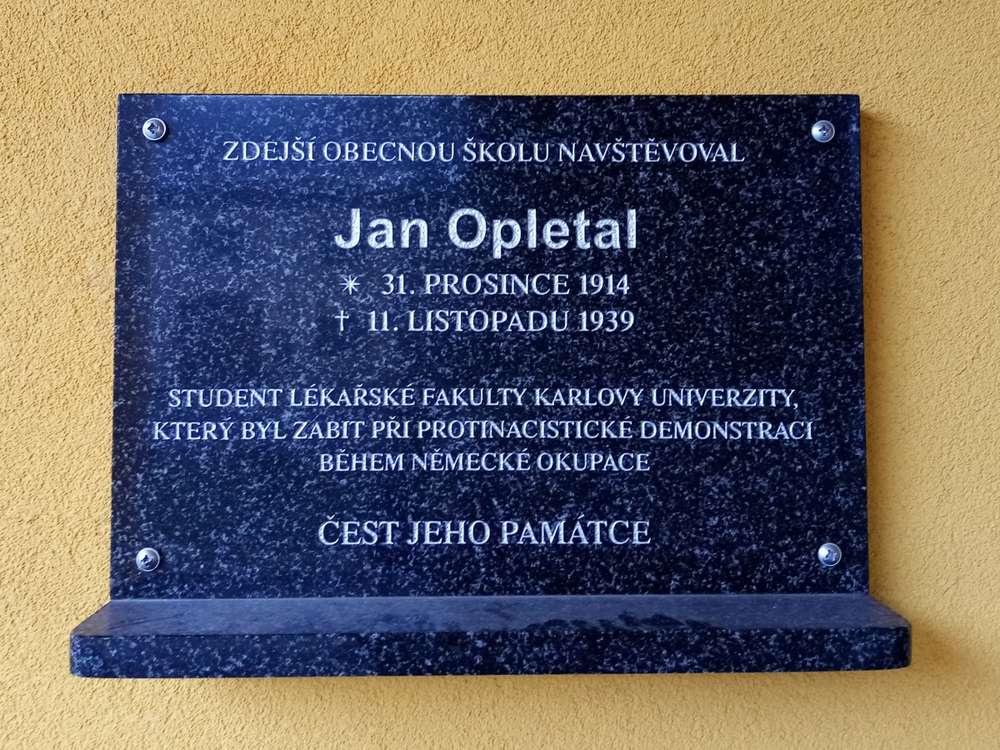 ZDEJŠÍ OBECNOU ŠKOLU NAVŠTĚVOVAL
Jan Opletal
✴ 31. PROSINCE 1914
† 11. LISTOPADU 1939
STUDENT LÉKAŘSKÉ FAKULTY KARLOVY UNIVERZITY,
KTERÝ BYL ZABIT PŘI PROTINACISTICKÉ DEMONSTRACI
BĚHEM NĚMECKÉ OKUPACE
ČEST JEHO PAMÁTCE